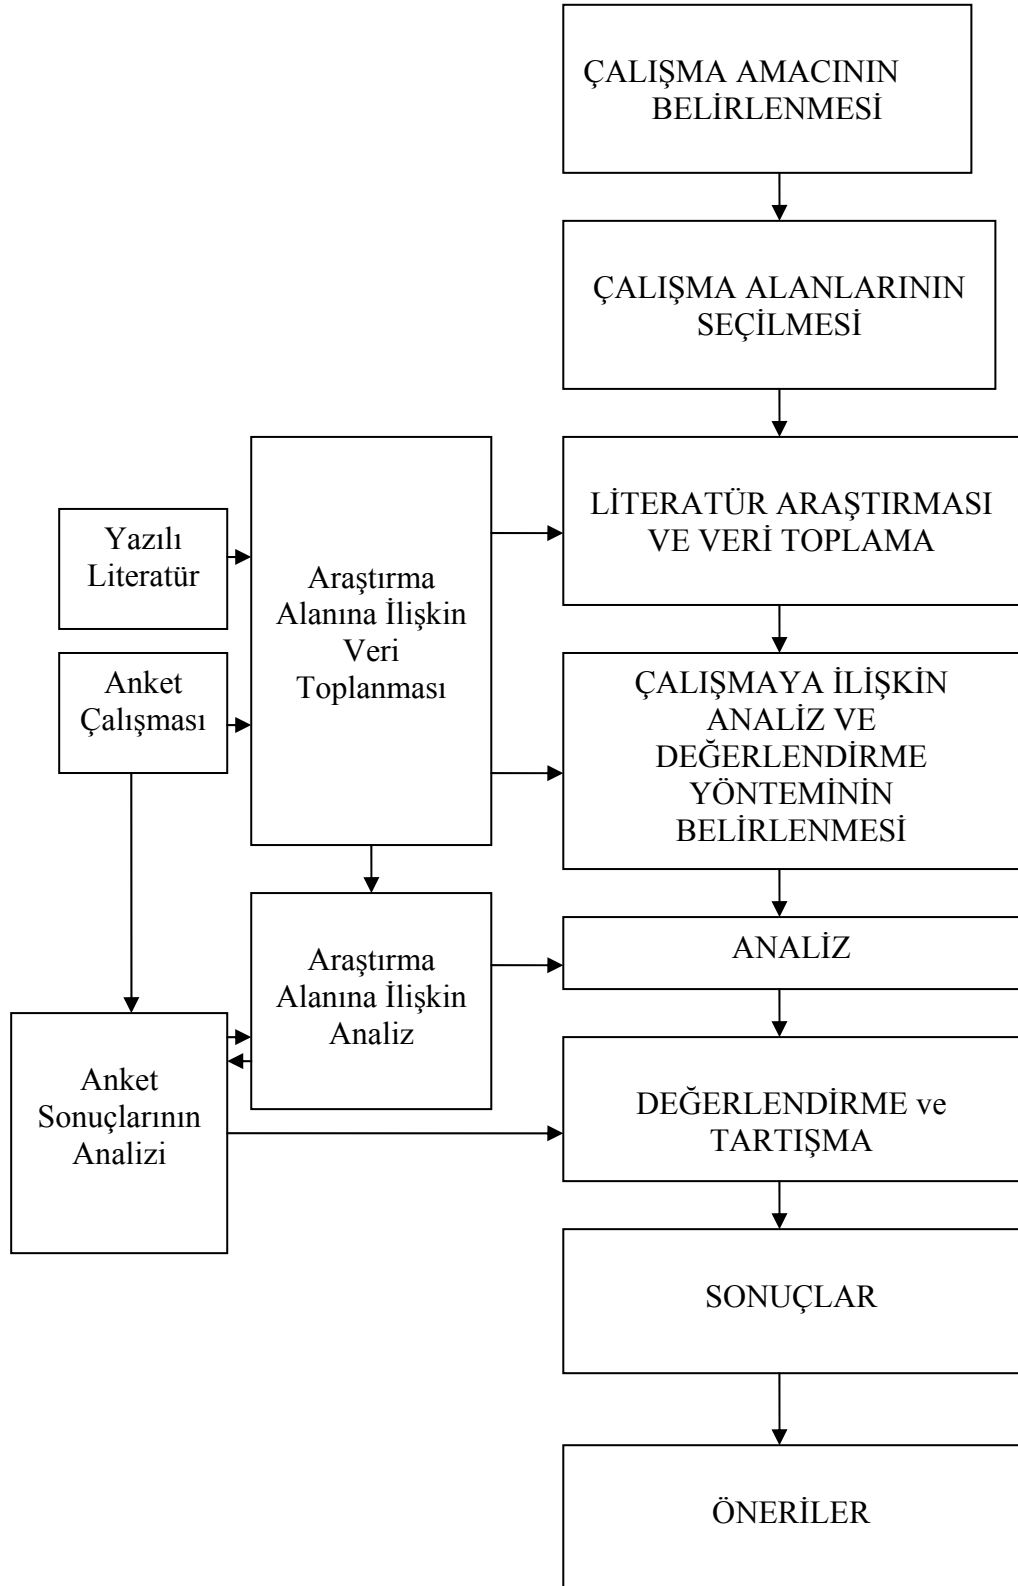 ÇALIŞMA AMACININ
BELİRLENMESİ
ÇALIŞMA ALANLARININ
SEÇİLMESİ
LİTERATÜR ARAŞTIRMASI
VE VERİ TOPLAMA
Yazılı
Literatür
Araştırma
Alanına İlişkin
Veri
Toplanması
Anket
Çalışması
ÇALIŞMAYA İLİŞKİN
ANALİZ VE
DEĞERLENDİRME
YÖNTEMİNİN
BELİRLENMESİ
Araştırma
Alanına İlişkin
Analiz
ANALİZ
Anket
Sonuçlarının
Analizi
DEĞERLENDİRME ve
TARTIŞMA
SONUÇLAR
ÖNERİLER